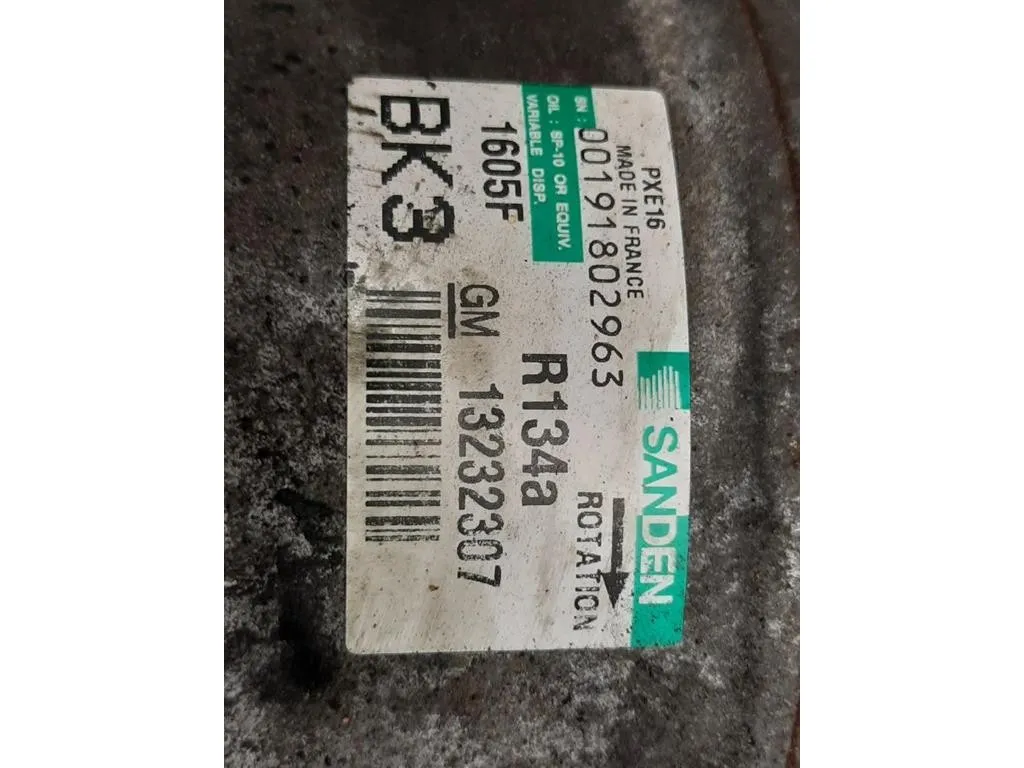 SANDEN
PXE16
MADE IN FRANCE
SN : 00191802963
ROTATION
OIL : SP-10 OR EQUIV.
VARIABLE DISP.
R134a
1605F
GM 13232307
BK3